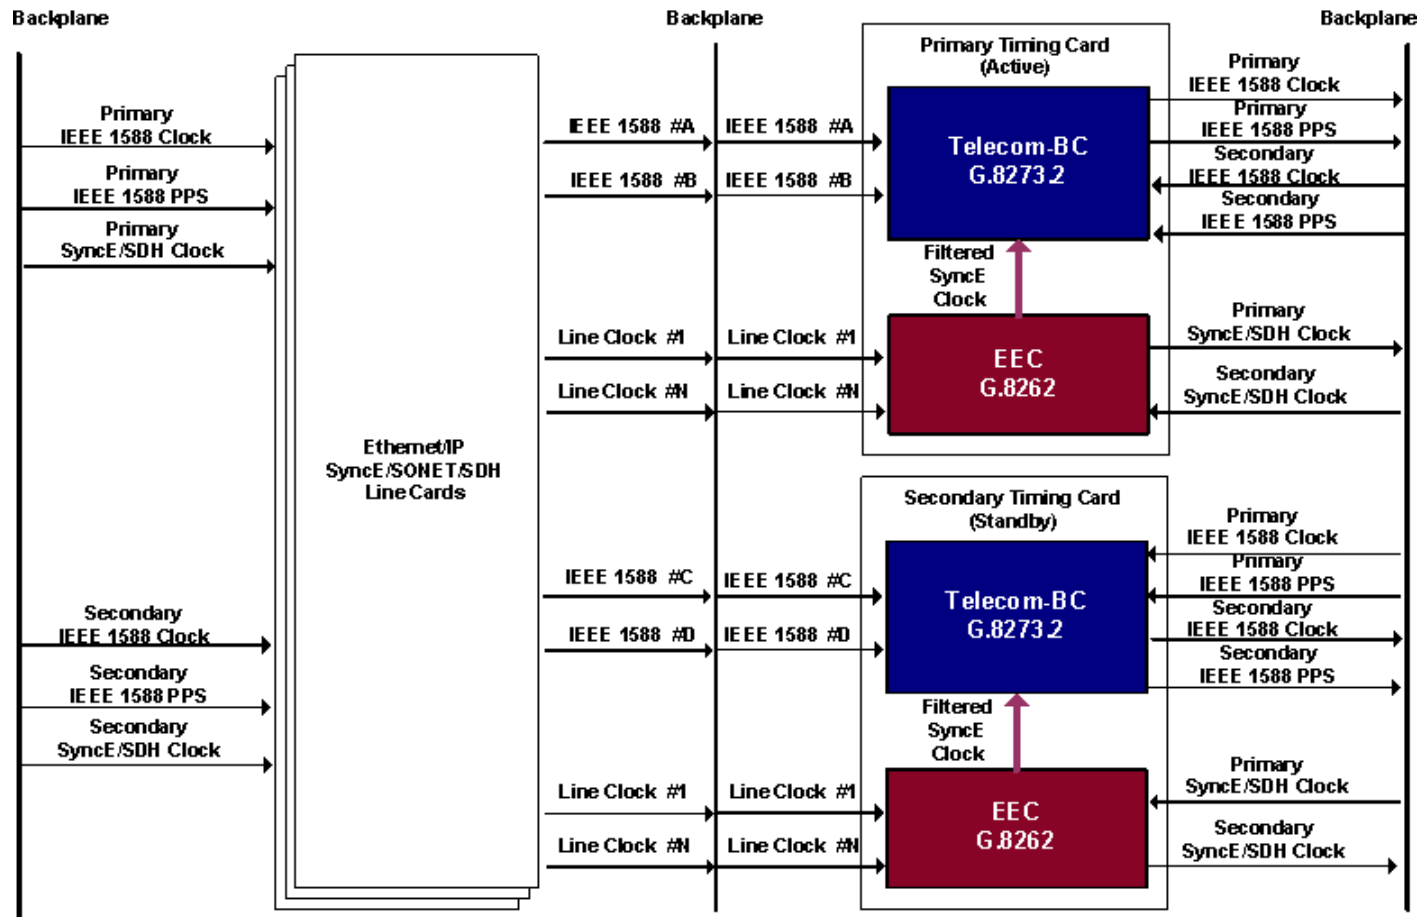 Backplane
Backplane
Backplane
Primary
IEEE 1588 Clock
Primary
IEEE 1588 PPS
Primary
SyncE/SDH Clock
Secondary
IEEE 1588 Clock
Secondary
IEEE 1588 PPS
Secondary
SyncE/SDH Clock
Ethernet/IP
SyncE/SONET/SDH
Line Cards
IEEE 1588 #A
IEEE 1588 #B
Line Clock #1
Line Clock #N
IEEE 1588 #C
IEEE 1588 #D
Line Clock #1
Line Clock #N
IEEE 1588 #A
IEEE 1588 #B
Line Clock #1
Line Clock #N
IEEE 1588 #C
IEEE 1588 #D
Line Clock #1
Line Clock #N
Primary Timing Card
(Active)
Telecom-BC
G.8273.2
Filtered
SyncE
Clock
EEC
G.8262
Primary
IEEE 1588 Clock
Primary
IEEE 1588 PPS
Secondary
IEEE 1588 Clock
Secondary
IEEE 1588 PPS
Primary
SyncE/SDH Clock
Secondary
SyncE/SDH Clock
Secondary Timing Card
(Standby)
Telecom-BC
G.8273.2
Filtered
SyncE
Clock
EEC
G.8262
Primary
IEEE 1588 Clock
Primary
IEEE 1588 PPS
Secondary
IEEE 1588 Clock
Secondary
IEEE 1588 PPS
Primary
SyncE/SDH Clock
Secondary
SyncE/SDH Clock